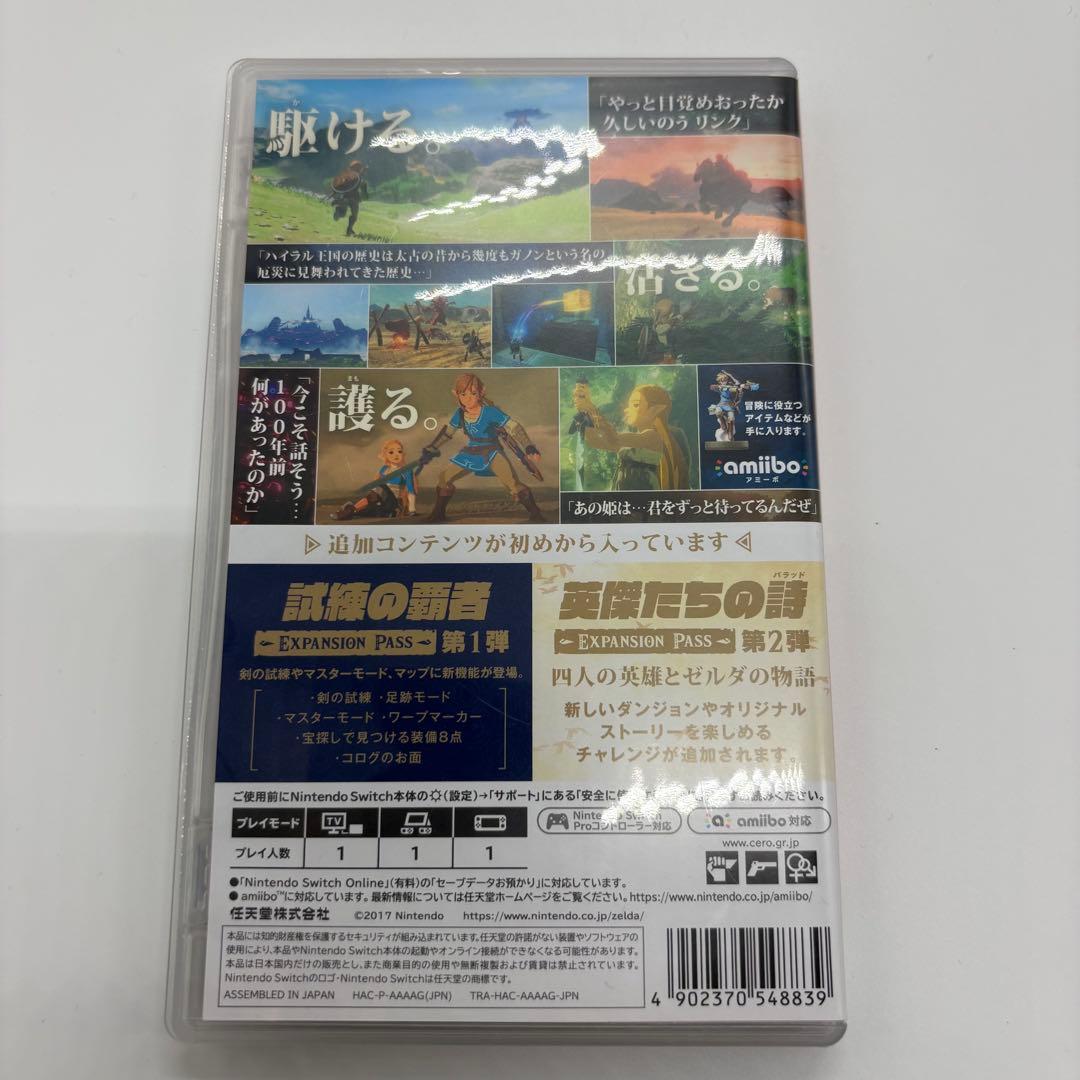 駆ける。
か
「やっと目覚めおったか
久しいのう リンク」
「ハイラル王国の歴史は太古の昔から幾度もガノンという名の
厄災に見舞われてきた歴史…」
活きる。
「今こそ話そう…
100年前
何があったのか」
護る。
まも
冒険に役立つ
アイテムなどが
手に入ります。
amiibo
アミーボ
「あの姫は…君をずっと待ってるんだぜ」
追加コンテンツが初めから入っています
試練の覇者
EXPANSION PASS 第1弾
剣の試練やマスターモード、マップに新機能が登場。
・剣の試練 ・足跡モード
・マスターモード ・ワープマーカー
・宝探しで見つける装備8点
・コログのお面
バラッド
英傑たちの詩
EXPANSION PASS 第2弾
四人の英雄とゼルダの物語
新しいダンジョンやオリジナル
ストーリーを楽しめる
チャレンジが追加されます。
ご使用前にNintendo Switch本体の(設定)→「サポート」にある「安全に使 読みください。
プレイモード TV
プレイ人数 1 1 1
Nintendo Switch
Proコントローラー対応
amiibo 対応
www.cero.gr.jp
●「Nintendo Switch Online」(有料)の「セーブデータお預かり」に対応しています。
● amiibo™に対応しています。最新情報については任天堂ホームページをご覧ください。https://www.nintendo.co.jp/amiibo/
任天堂株式会社 ©2017 Nintendo https://www.nintendo.co.jp/zelda/
本品には知的財産権を保護するセキュリティが組み込まれています。任天堂の許諾がない装置やソフトウェアの
使用により、本品やNintendo Switch本体の起動やオンライン接続ができなくなる可能性があります。
本品は日本国内だけの販売とし、また商業目的の使用や無断複製および賃貸は禁止されています。
Nintendo Switchのロゴ・Nintendo Switchは任天堂の商標です。
ASSEMBLED IN JAPAN HAC-P-AAAAG(JPN) TRA-HAC-AAAAG-JPN
4 902370 548839